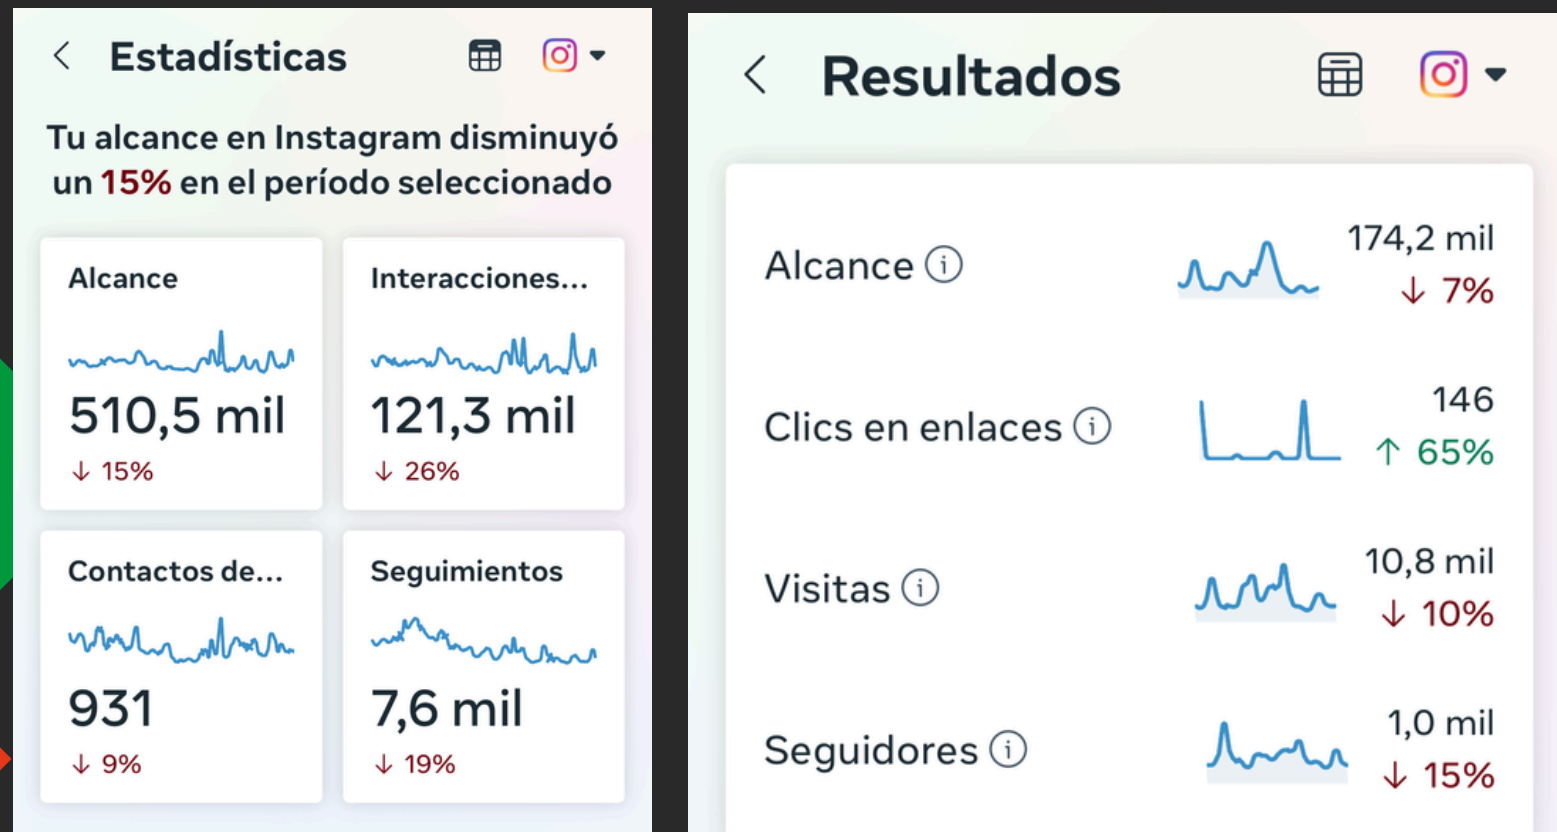 Estadísticas
Tu alcance en Instagram disminuyó
un 15% en el período seleccionado
Alcance
510,5 mil
↓ 15%
Interacciones...
121,3 mil
↓ 26%
Contactos de...
931
↓ 9%
Seguimientos
7,6 mil
↓ 19%
Resultados
Alcance
174,2 mil
↓ 7%
Clics en enlaces
146
↑ 65%
Visitas
10,8 mil
↓ 10%
Seguidores
1,0 mil
↓ 15%